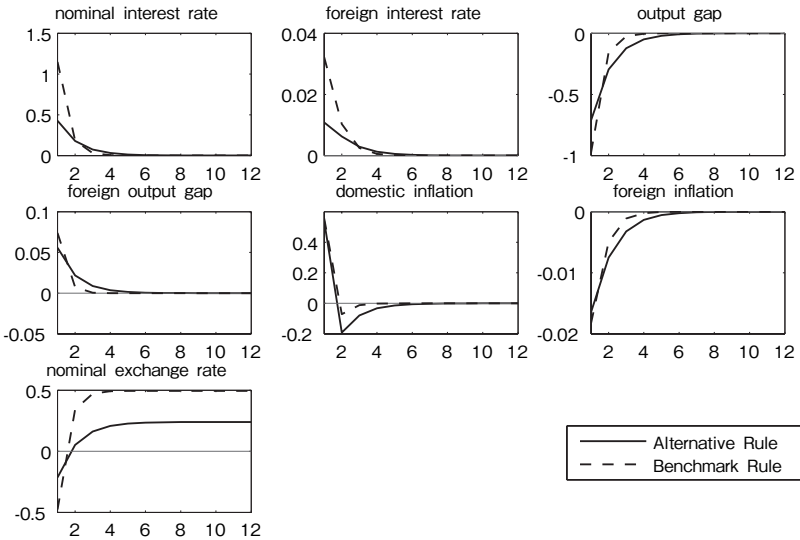 nominal interest rate
foreign interest rate
output gap
1.5
1
0.5
0
2 4 6 8 10 12
0.04
0.02
0
2 4 6 8 10 12
0
-0.5
-1
2 4 6 8 10 12
foreign output gap
domestic inflation
foreign inflation
0.1
0.05
0
-0.05
2 4 6 8 10 12
0.4
0.2
0
-0.2
2 4 6 8 10 12
0
-0.01
-0.02
2 4 6 8 10 12
nominal exchange rate
0.5
0
-0.5
2 4 6 8 10 12
Alternative Rule
Benchmark Rule